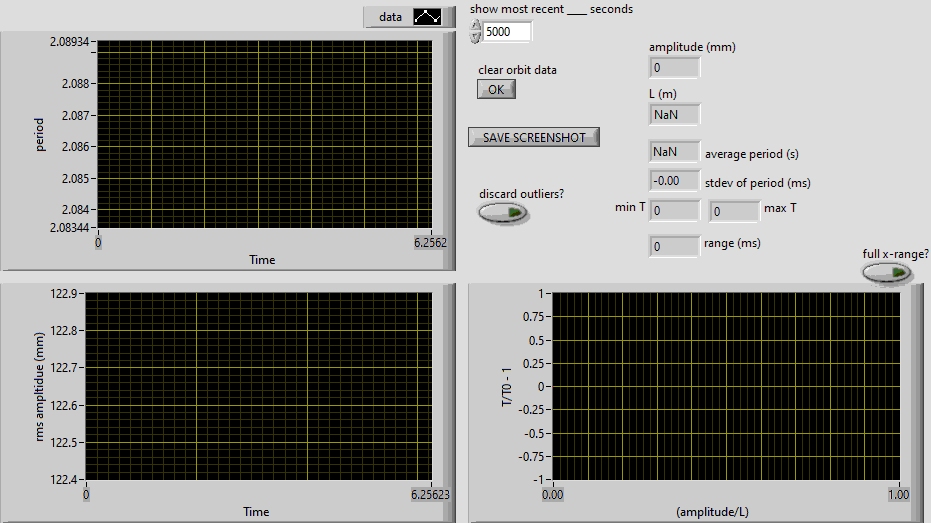 data
show most recent ____ seconds
5000
2.08934
2.088
2.087
2.086
2.085
2.084
2.08344
period
0
6.2562
Time
clear orbit data
OK
SAVE SCREENSHOT
discard outliers?
amplitude (mm)
0
L (m)
NaN
NaN average period (s)
-0.00 stdev of period (ms)
min T 0 0 max T
0 range (ms)
full x-range?
122.9
122.8
122.7
122.6
122.5
122.4
rms ampltidue (mm)
0
6.25623
Time
1
0.75
0.5
0.25
0
-0.25
-0.5
-0.75
-1
T/T0 - 1
0.00
1.00
(amplitude/L)